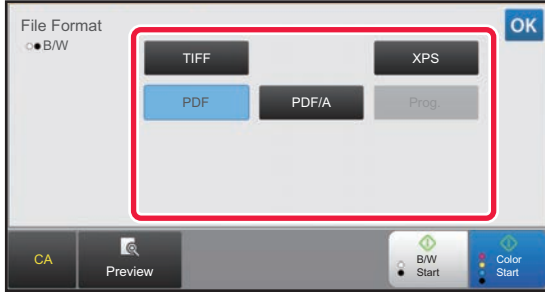 File Format
OK
B/W
TIFF
XPS
PDF
PDF/A
Prog.
CA
Preview
B/W
Start
Color
Start